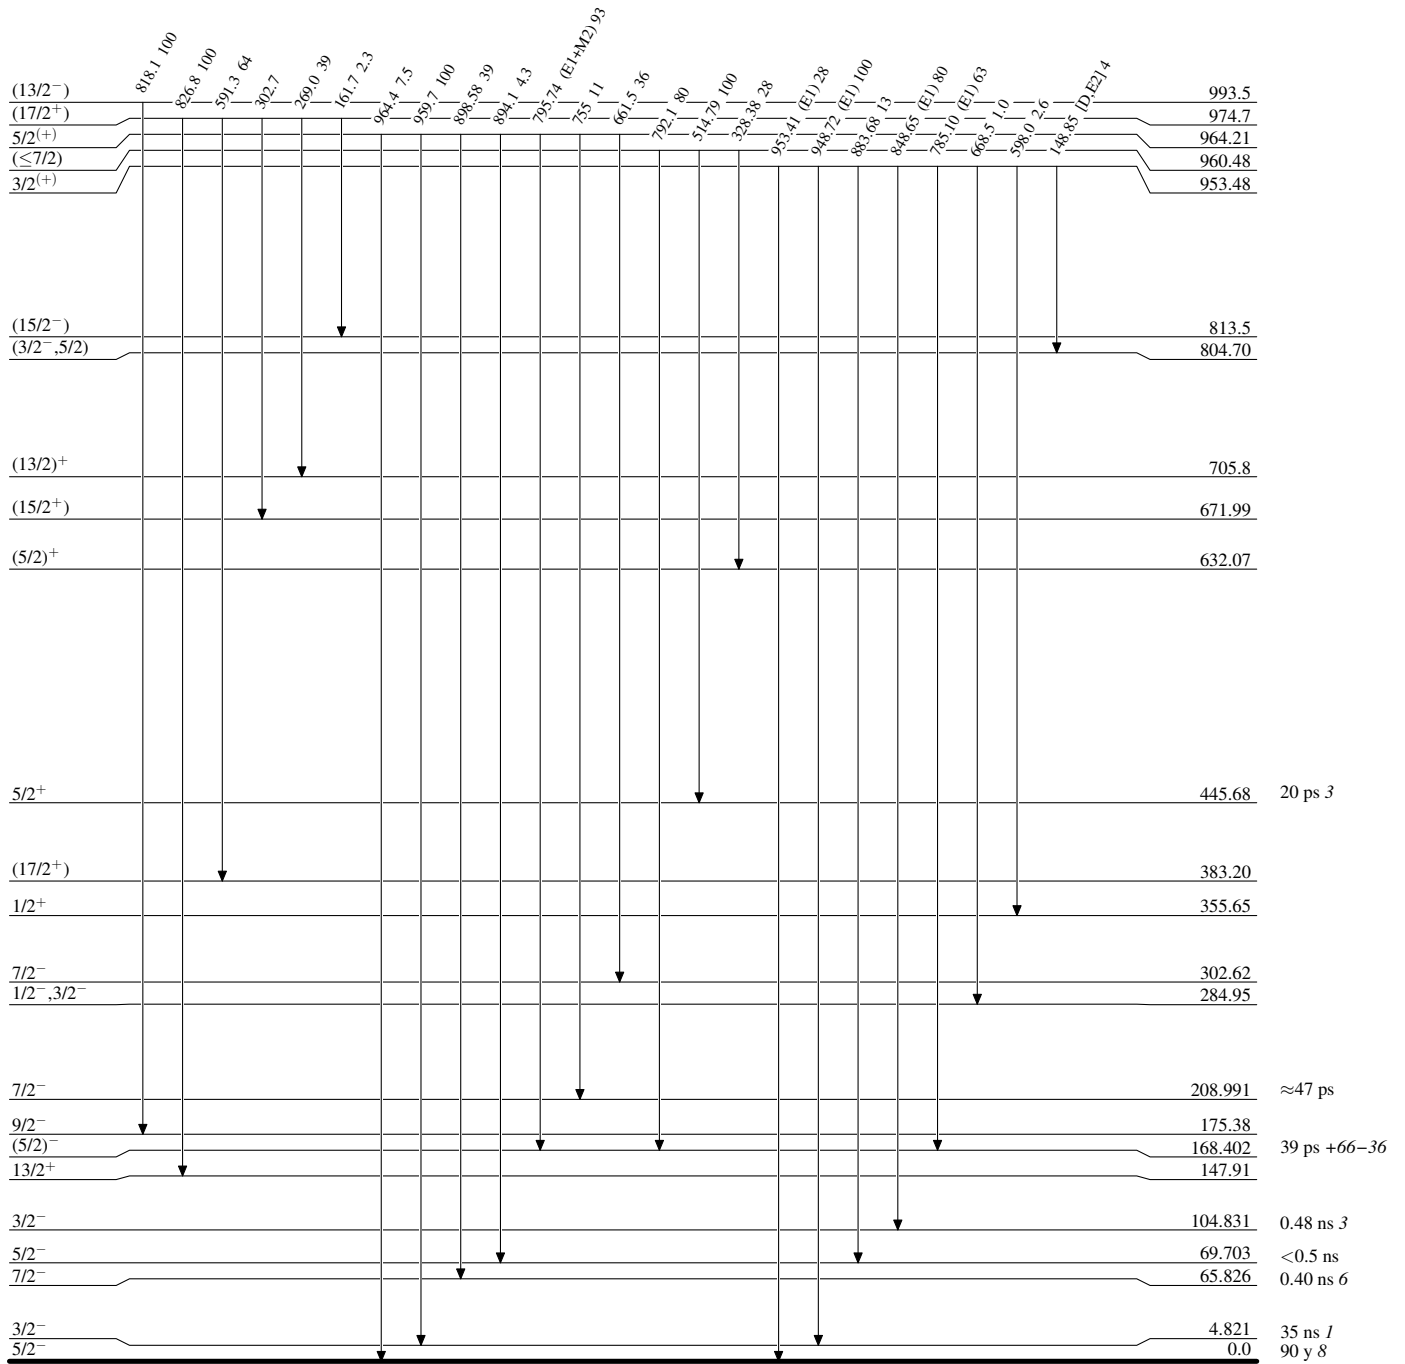 818.1 100
826.8 100
591.3 64
302.7
269.0 39
161.7 2.3
964.4 7.5
959.7 100
898.58 39
894.1 4.3
795.74 (E1+M2) 93
755 11
661.5 36
792.1 80
514.79 100
328.38 28
953.41 (E1) 28
948.72 (E1) 100
883.68 13
848.65 (E1) 80
785.10 (E1) 63
668.5 1.0
598.0 2.6
148.85 [D,E2] 4
(13/2⁻) 993.5
(17/2⁺) 974.7
5/2⁽⁺⁾ 964.21
(≤7/2) 960.48
3/2⁽⁺⁾ 953.48
(15/2⁻) 813.5
(3/2⁻,5/2) 804.70
(13/2)⁺ 705.8
(15/2⁺) 671.99
(5/2)⁺ 632.07
5/2⁺ 445.68 20 ps 3
(17/2⁺) 383.20
1/2⁺ 355.65
7/2⁻ 302.62
1/2⁻,3/2⁻ 284.95
7/2⁻ 208.991 ≈47 ps
9/2⁻ 175.38
(5/2)⁻ 168.402 39 ps +66−36
13/2⁺ 147.91
3/2⁻ 104.831 0.48 ns 3
5/2⁻ 69.703 <0.5 ns
7/2⁻ 65.826 0.40 ns 6
3/2⁻ 4.821 35 ns 1
5/2⁻ 0.0 90 y 8